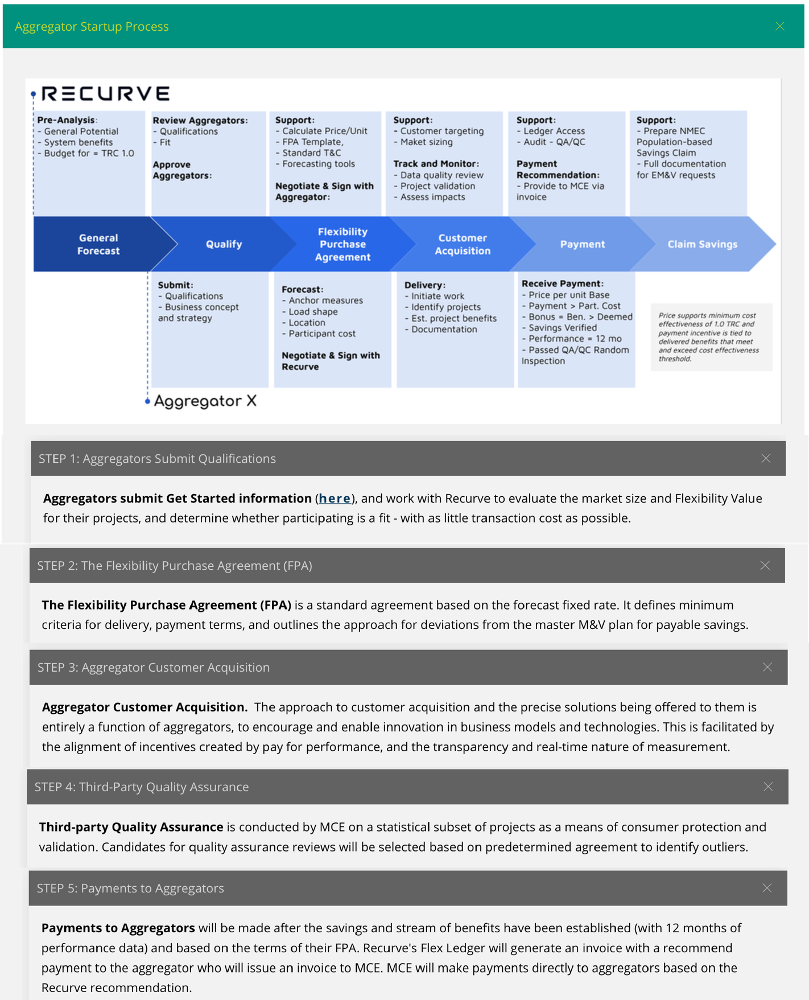 Aggregator Startup Process
RECURVE
Pre-Analysis:
- General Potential
- System benefits
- Budget for = TRC 1.0
Review Aggregators:
- Qualifications
- Fit
Approve
Aggregators:
Support:
- Calculate Price/Unit
- FPA Template,
- Standard T&C
- Forecasting tools
Negotiate & Sign with
Aggregator:
Support:
- Customer targeting
- Maket sizing
Track and Monitor:
- Data quality review
- Project validation
- Assess impacts
Support:
- Ledger Access
- Audit - QA/QC
Payment
Recommendation:
- Provide to MCE via
invoice
Support:
- Prepare NMEC
Population-based
Savings Claim
- Full documentation
for EM&V requests
General
Forecast
Qualify
Flexibility
Purchase
Agreement
Customer
Acquisition
Payment
Claim Savings
Submit:
- Qualifications
- Business concept
and strategy
Forecast:
- Anchor measures
- Load shape
- Location
- Participant cost
Negotiate & Sign with
Recurve
Delivery:
- Initiate work
- Identify projects
- Est. project benefits
- Documentation
Receive Payment:
- Price per unit Base
- Payment > Part. Cost
- Bonus = Ben. > Deemed
- Savings Verified
- Performance = 12 mo
- Passed QA/QC Random
Inspection
Price supports minimum cost
effectiveness of 1.0 TRC and
payment incentive is tied to
delivered benefits that meet
and exceed cost effectiveness
threshold.
Aggregator X
STEP 1: Aggregators Submit Qualifications
Aggregators submit Get Started information (here), and work with Recurve to evaluate the market size and Flexibility Value
for their projects, and determine whether participating is a fit - with as little transaction cost as possible.
STEP 2: The Flexibility Purchase Agreement (FPA)
The Flexibility Purchase Agreement (FPA) is a standard agreement based on the forecast fixed rate. It defines minimum
criteria for delivery, payment terms, and outlines the approach for deviations from the master M&V plan for payable savings.
STEP 3: Aggregator Customer Acquisition
Aggregator Customer Acquisition. The approach to customer acquisition and the precise solutions being offered to them is
entirely a function of aggregators, to encourage and enable innovation in business models and technologies. This is facilitated by
the alignment of incentives created by pay for performance, and the transparency and real-time nature of measurement.
STEP 4: Third-Party Quality Assurance
Third-party Quality Assurance is conducted by MCE on a statistical subset of projects as a means of consumer protection and
validation. Candidates for quality assurance reviews will be selected based on predetermined agreement to identify outliers.
STEP 5: Payments to Aggregators
Payments to Aggregators will be made after the savings and stream of benefits have been established (with 12 months of
performance data) and based on the terms of their FPA. Recurve's Flex Ledger will generate an invoice with a recommend
payment to the aggregator who will issue an invoice to MCE. MCE will make payments directly to aggregators based on the
Recurve recommendation.